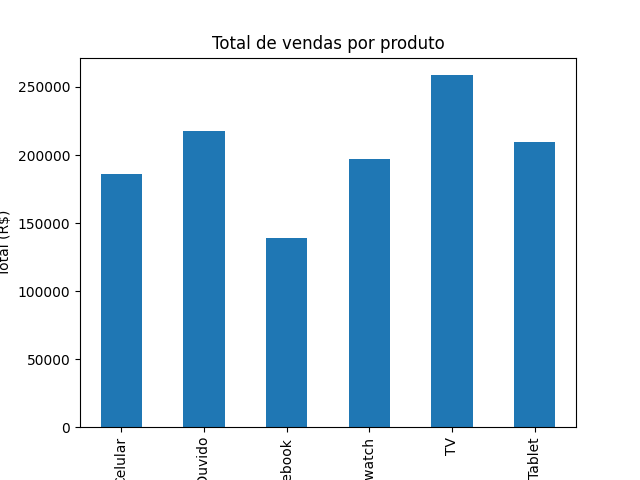 Total de vendas por produto
250000
200000
150000
100000
50000
0
Total (R$)
Celular
Ouvido
ebook
watch
TV
Tablet